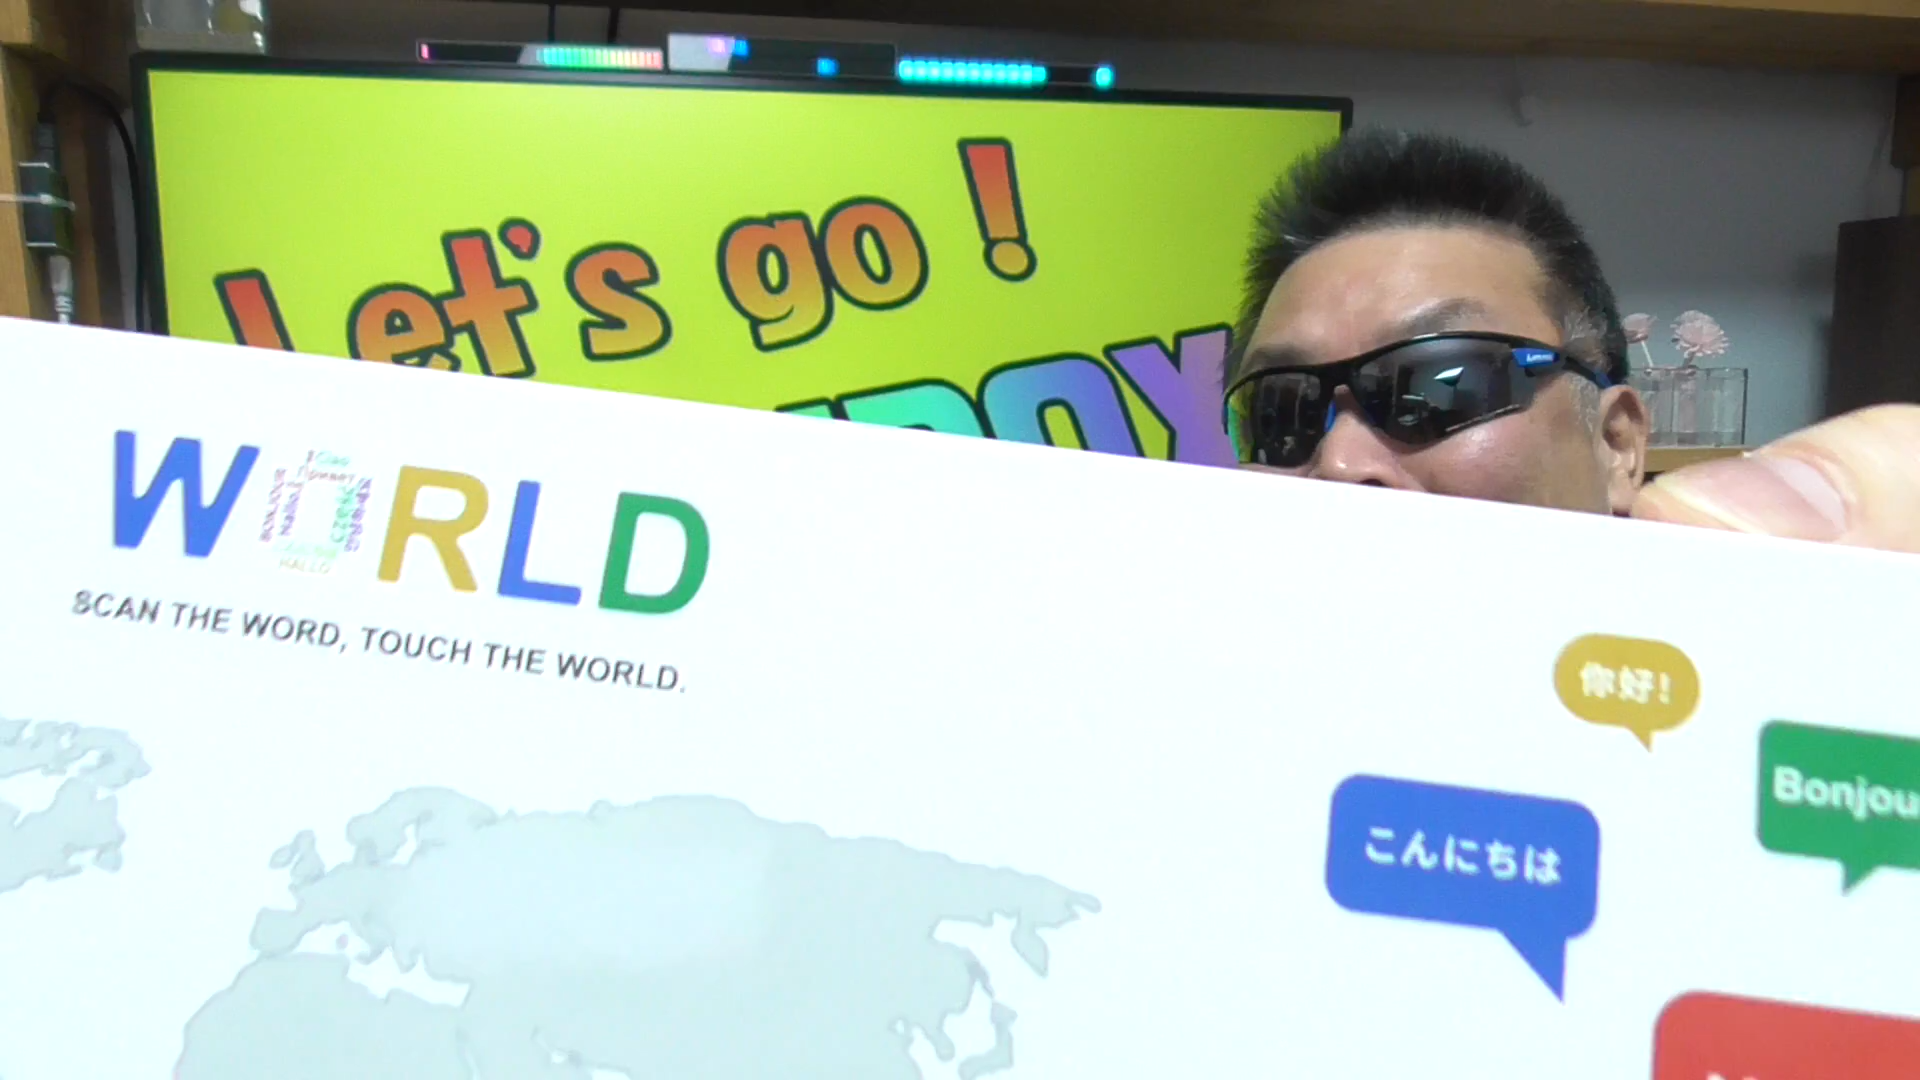 Let's go!
WORLD
SCAN THE WORD, TOUCH THE WORLD.
你好!
Bonjou
こんにちは